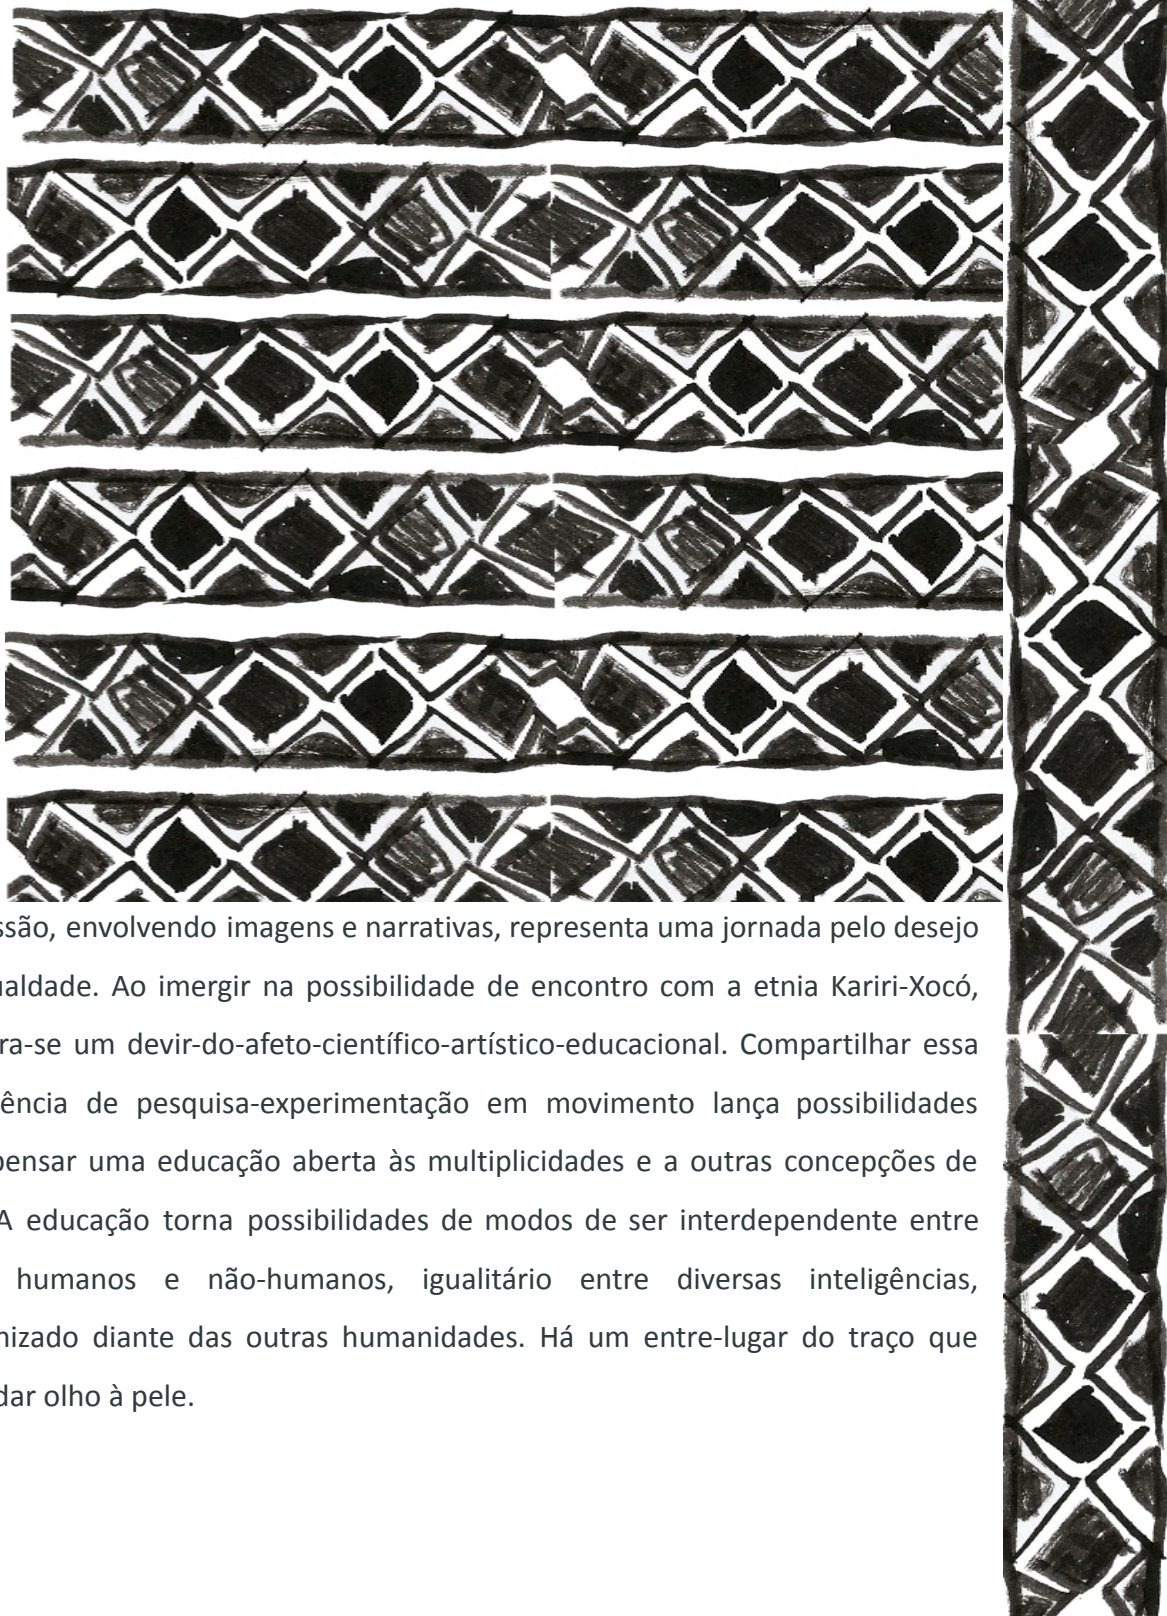 ssão, envolvendo imagens e narrativas, representa uma jornada pelo desejo
ualdade. Ao imergir na possibilidade de encontro com a etnia Kariri-Xocó,
ra-se um devir-do-afeto-científico-artístico-educacional. Compartilhar essa
ência de pesquisa-experimentação em movimento lança possibilidades
pensar uma educação aberta às multiplicidades e a outras concepções de
A educação torna possibilidades de modos de ser interdependente entre
humanos e não-humanos, igualitário entre diversas inteligências,
nizado diante das outras humanidades. Há um entre-lugar do traço que
dar olho à pele.